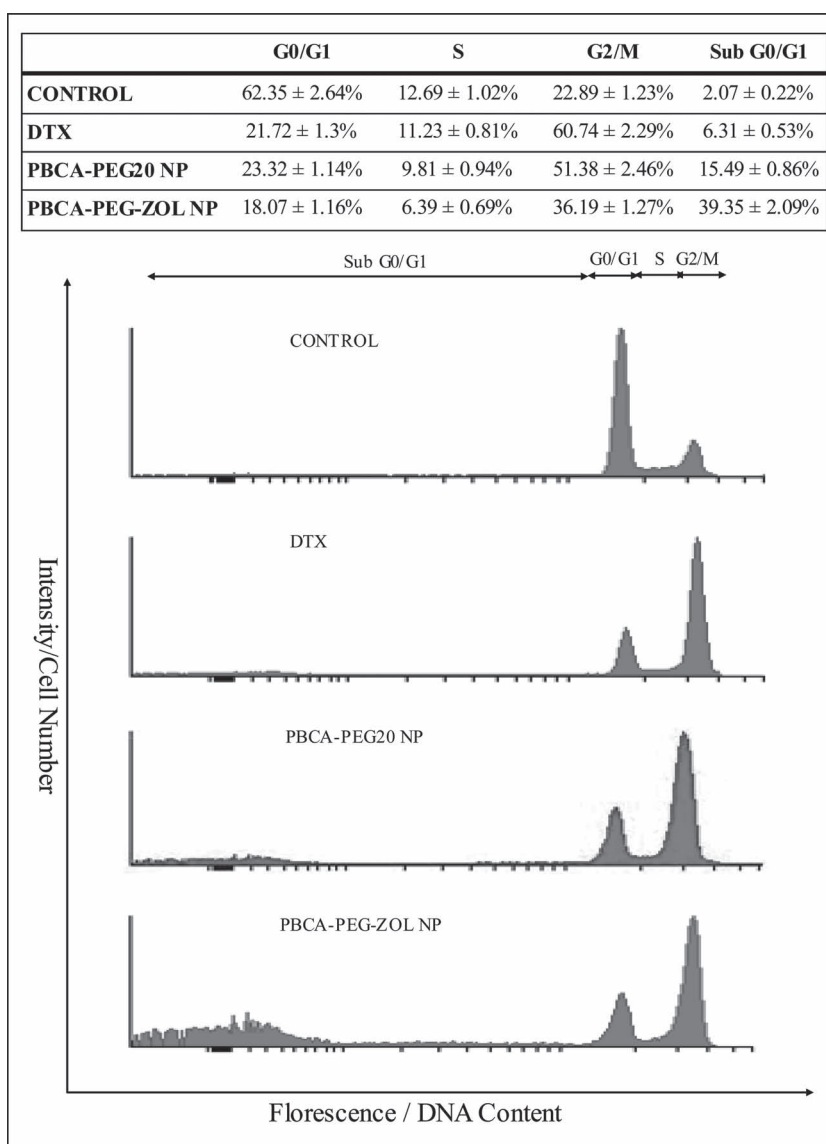 G0/G1 S G2/M Sub G0/G1
CONTROL 62.35 ± 2.64% 12.69 ± 1.02% 22.89 ± 1.23% 2.07 ± 0.22%
DTX 21.72 ± 1.3% 11.23 ± 0.81% 60.74 ± 2.29% 6.31 ± 0.53%
PBCA-PEG20 NP 23.32 ± 1.14% 9.81 ± 0.94% 51.38 ± 2.46% 15.49 ± 0.86%
PBCA-PEG-ZOL NP 18.07 ± 1.16% 6.39 ± 0.69% 36.19 ± 1.27% 39.35 ± 2.09%
Sub G0/G1 G0/G1 S G2/M
CONTROL
DTX
PBCA-PEG20 NP
PBCA-PEG-ZOL NP
Intensity/Cell Number
Florescence / DNA Content